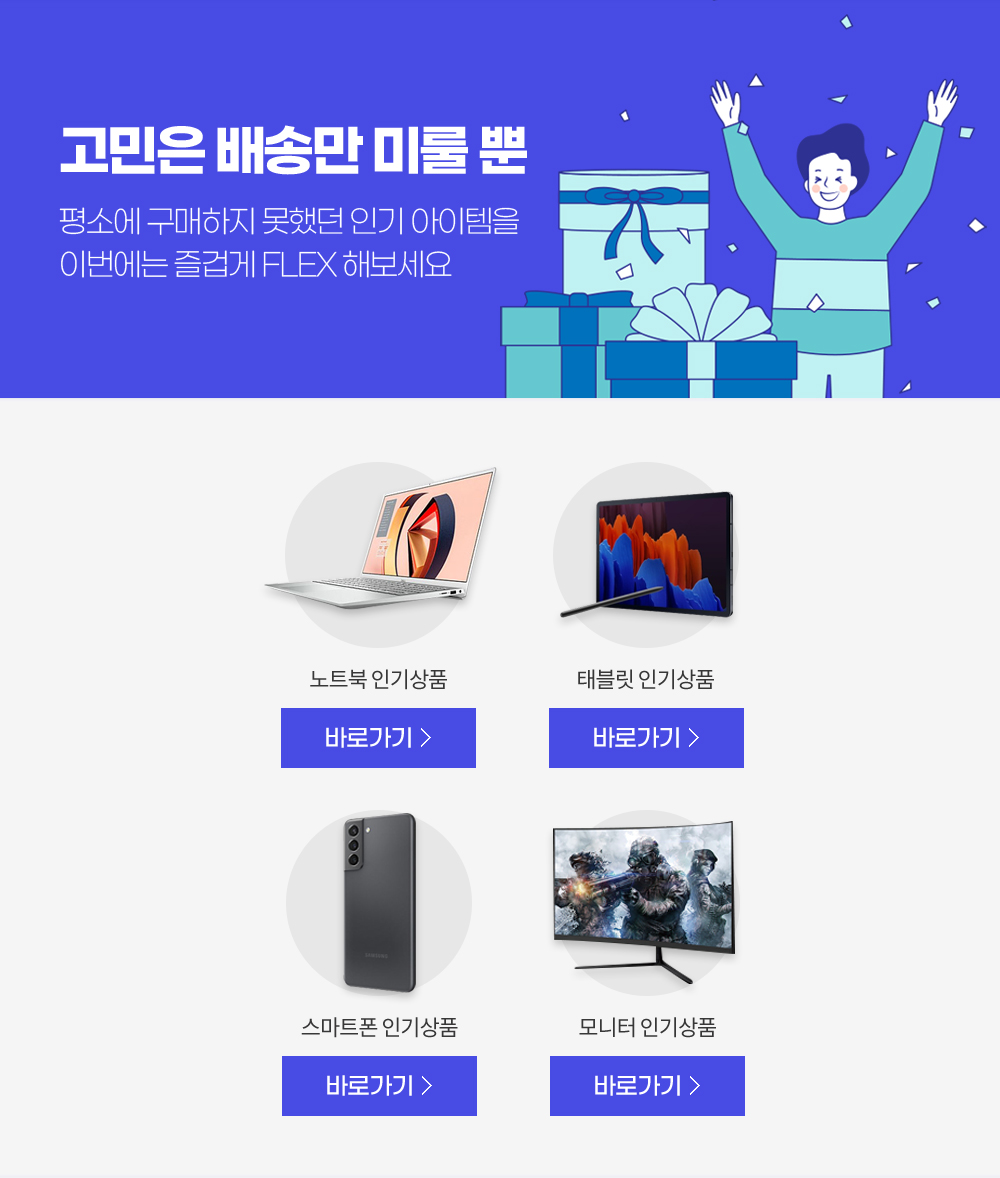 고민은 배송만 미룰 뿐
평소에 구매하지 못했던 인기 아이템을
이번에는 즐겁게 FLEX 해보세요
노트북 인기상품
태블릿 인기상품
바로가기 >
바로가기 >
SAMSUNG
스마트폰 인기상품
모니터 인기상품
바로가기 >
바로가기 >